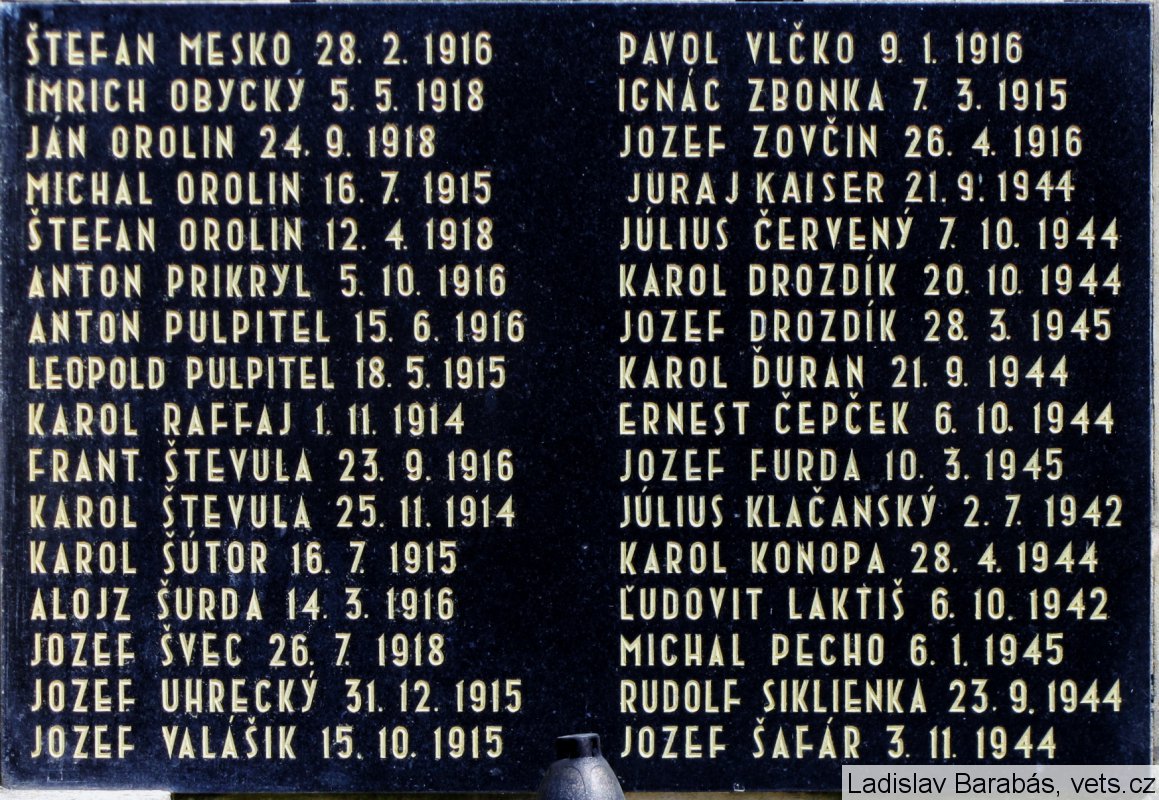 ŠTEFAN MESKO 28. 2. 1916
IMRICH OBYCKY 5. 5. 1918
JÁN OROLIN 24. 9. 1918
MICHAL OROLIN 16. 7. 1915
ŠTEFAN OROLIN 12. 4. 1918
ANTON PRIKRYL 5. 10. 1916
ANTON PULPITEL 15. 6. 1916
LEOPOLD PULPITEL 18. 5. 1915
KAROL RAFFAJ 1. 11. 1914
FRANT ŠTEVULA 23. 9. 1916
KAROL ŠTEVULA 25. 11. 1914
KAROL ŠÚTOR 16. 7. 1915
ALOJZ ŠURDA 14. 3. 1916
JOZEF ŠVEC 26. 7. 1918
JOZEF UHRECKÝ 31. 12. 1915
JOZEF VALÁŠIK 15. 10. 1915
PAVOL VLČKO 9. 1. 1916
IGNÁC ZBONKA 7. 3. 1915
JOZEF ZOVČIN 26. 4. 1916
JURAJ KAISER 21. 9. 1944
JÚLIUS ČERVENÝ 7. 10. 1944
KAROL DROZDÍK 20. 10. 1944
JOZEF DROZDÍK 28. 3. 1945
KAROL ĎURAN 21. 9. 1944
ERNEST ČEPČEK 6. 10. 1944
JOZEF FURDA 10. 3. 1945
JÚLIUS KLAČANSKÝ 2. 7. 1942
KAROL KONOPA 28. 4. 1944
ĽUDOVIT LAKTIŠ 6. 10. 1942
MICHAL PECHO 6. 1. 1945
RUDOLF SIKLIENKA 23. 9. 1944
JOZEF ŠAFÁR 3. 11. 1944
Ladislav Barabás, vets.cz